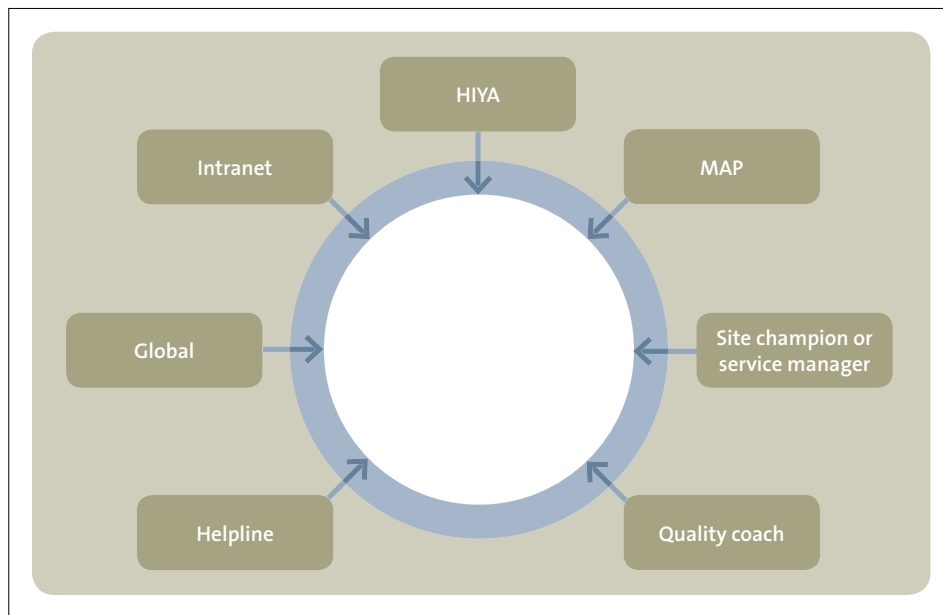 HIYA
Intranet
MAP
Global
Site champion or
service manager
Helpline
Quality coach